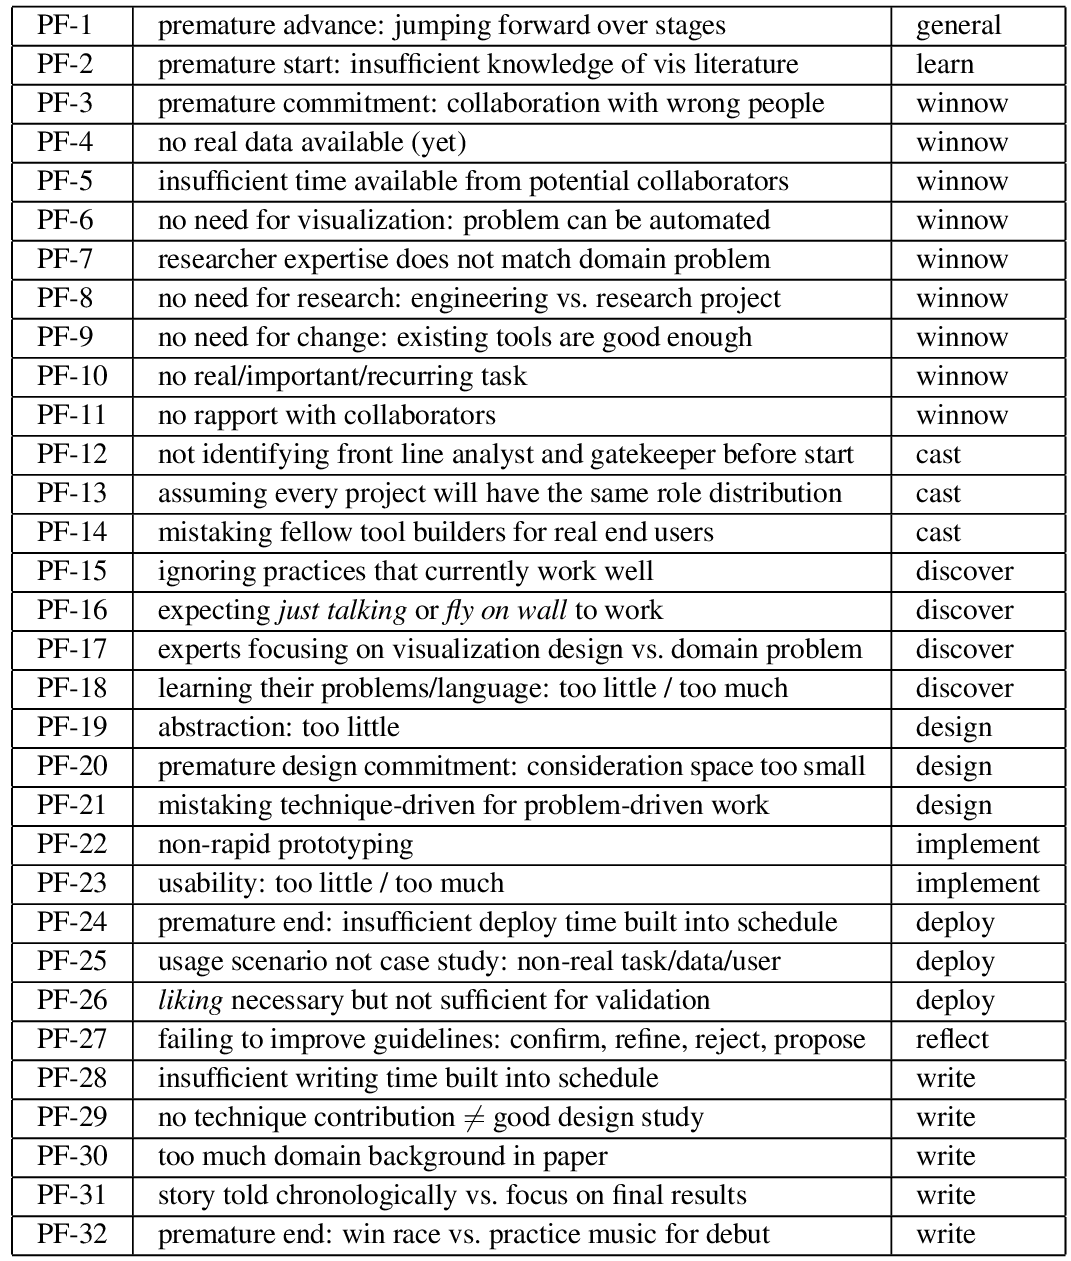 PF-1 premature advance: jumping forward over stages general
PF-2 premature start: insufficient knowledge of vis literature learn
PF-3 premature commitment: collaboration with wrong people winnow
PF-4 no real data available (yet) winnow
PF-5 insufficient time available from potential collaborators winnow
PF-6 no need for visualization: problem can be automated winnow
PF-7 researcher expertise does not match domain problem winnow
PF-8 no need for research: engineering vs. research project winnow
PF-9 no need for change: existing tools are good enough winnow
PF-10 no real/important/recurring task winnow
PF-11 no rapport with collaborators winnow
PF-12 not identifying front line analyst and gatekeeper before start cast
PF-13 assuming every project will have the same role distribution cast
PF-14 mistaking fellow tool builders for real end users cast
PF-15 ignoring practices that currently work well discover
PF-16 expecting just talking or fly on wall to work discover
PF-17 experts focusing on visualization design vs. domain problem discover
PF-18 learning their problems/language: too little / too much discover
PF-19 abstraction: too little design
PF-20 premature design commitment: consideration space too small design
PF-21 mistaking technique-driven for problem-driven work design
PF-22 non-rapid prototyping implement
PF-23 usability: too little / too much implement
PF-24 premature end: insufficient deploy time built into schedule deploy
PF-25 usage scenario not case study: non-real task/data/user deploy
PF-26 liking necessary but not sufficient for validation deploy
PF-27 failing to improve guidelines: confirm, refine, reject, propose reflect
PF-28 insufficient writing time built into schedule write
PF-29 no technique contribution ≠ good design study write
PF-30 too much domain background in paper write
PF-31 story told chronologically vs. focus on final results write
PF-32 premature end: win race vs. practice music for debut write